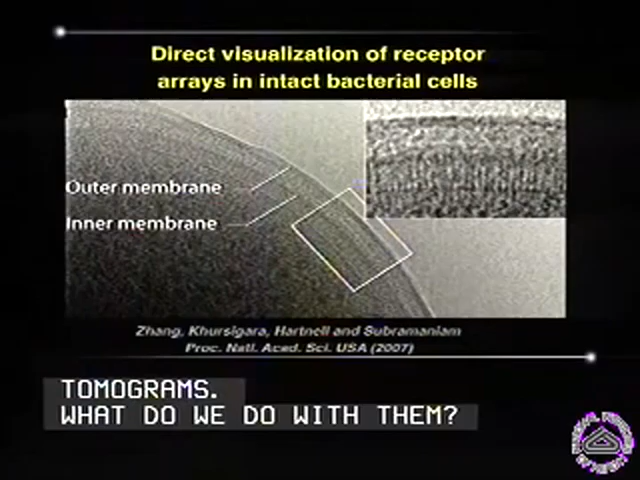 Direct visualization of receptor
arrays in intact bacterial cells
Outer membrane
Inner membrane
Zhang, Khursigara, Hartnell and Subramaniam
Proc. Natl. Acad. Sci. USA (2007)
TOMOGRAMS.
WHAT DO WE DO WITH THEM?